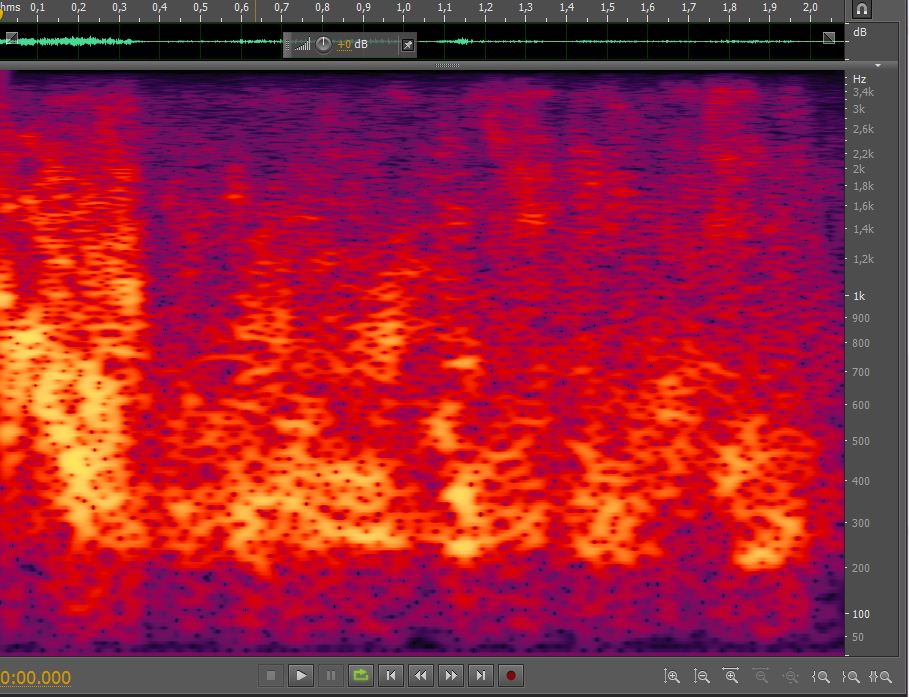 hms 0,1 0,2 0,3 0,4 0,5 0,6 0,7 0,8 0,9 1,0 1,1 1,2 1,3 1,4 1,5 1,6 1,7 1,8 1,9 2,0
+0 dB
dB
Hz
3,4k
3k
2,6k
2,2k
2k
1,8k
1,6k
1,4k
1,2k
1k
900
800
700
600
500
400
300
200
100
50
0:00.000